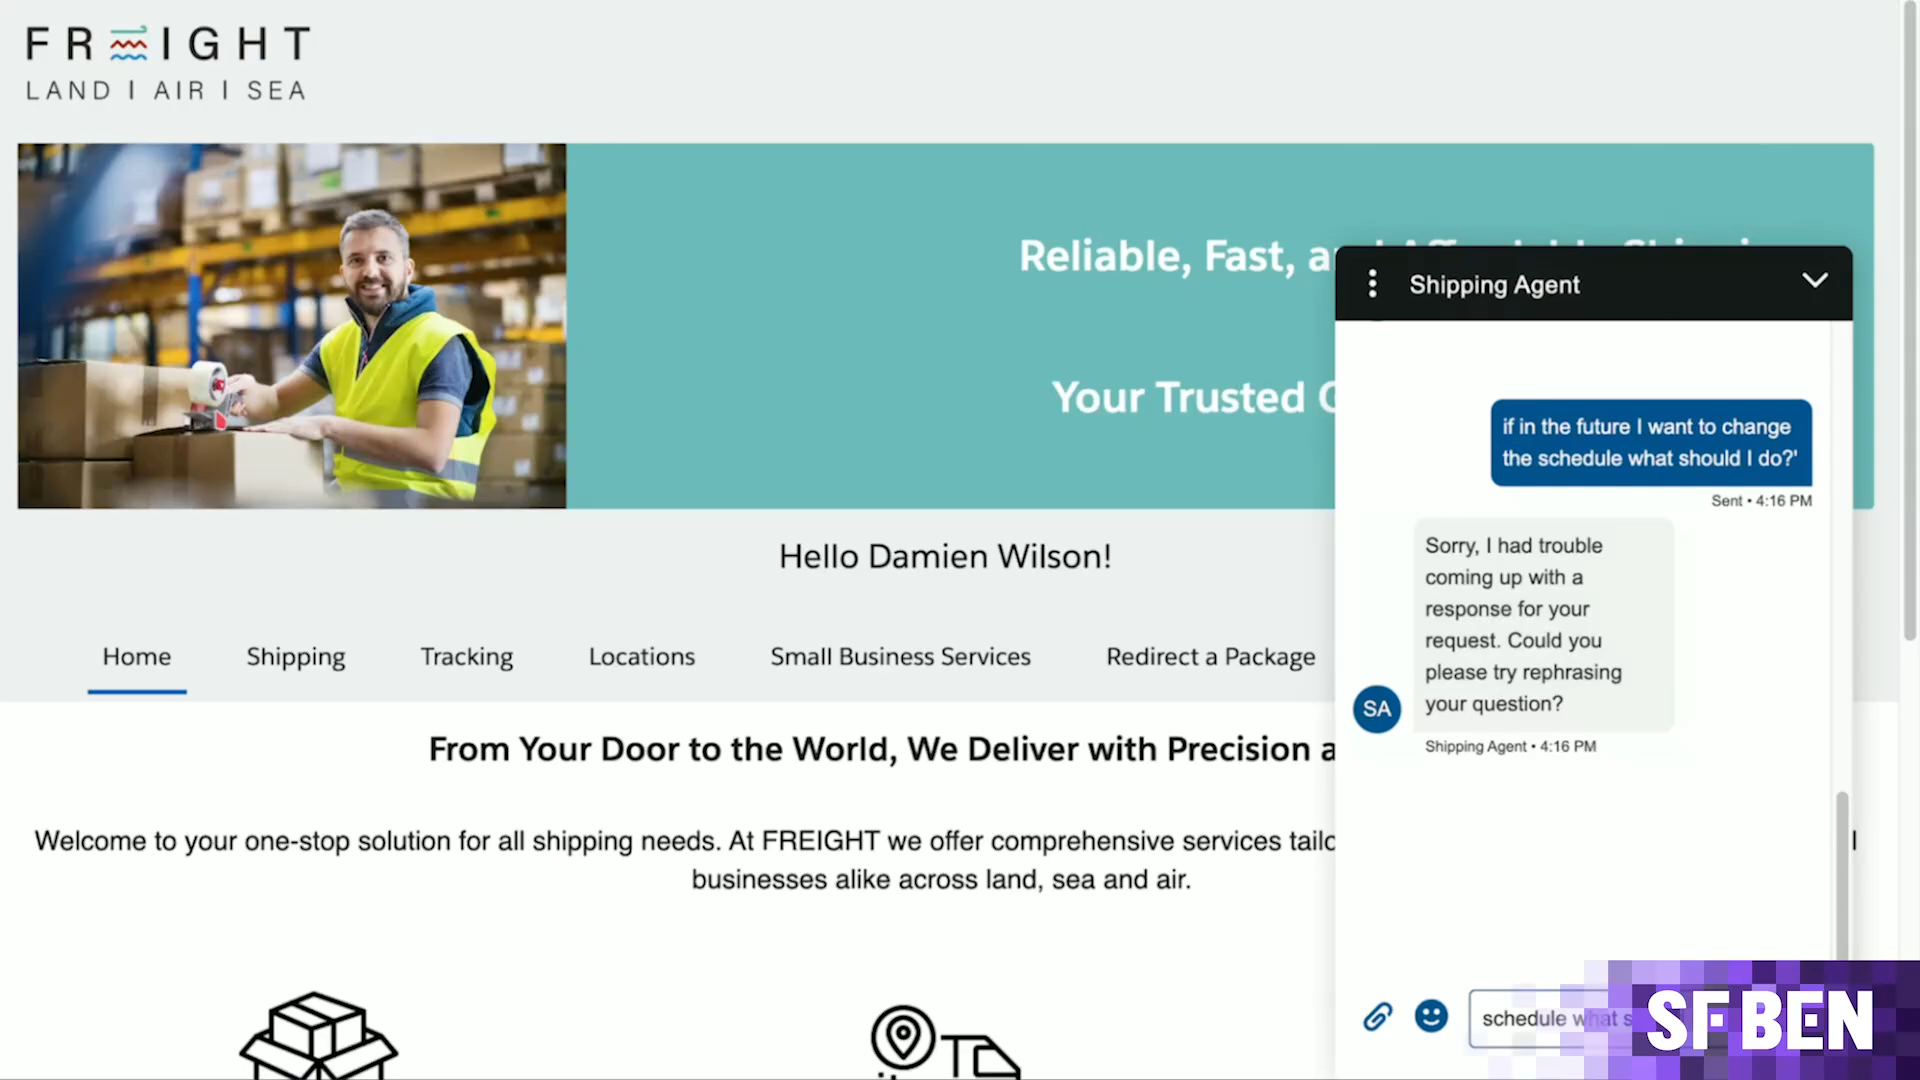 FREIGHT
LAND | AIR | SEA
Reliable, Fast,
Your Trusted
Shipping Agent
if in the future I want to change
the schedule what should I do?'
Sent • 4:16 PM
Sorry, I had trouble
coming up with a
response for your
request. Could you
please try rephrasing
your question?
SA
Shipping Agent • 4:16 PM
Hello Damien Wilson!
Home
Shipping
Tracking
Locations
Small Business Services
Redirect a Package
From Your Door to the World, We Deliver with Precision
Welcome to your one-stop solution for all shipping needs. At FREIGHT we offer comprehensive services
businesses alike across land, sea and air.
schedule what
SF BEN